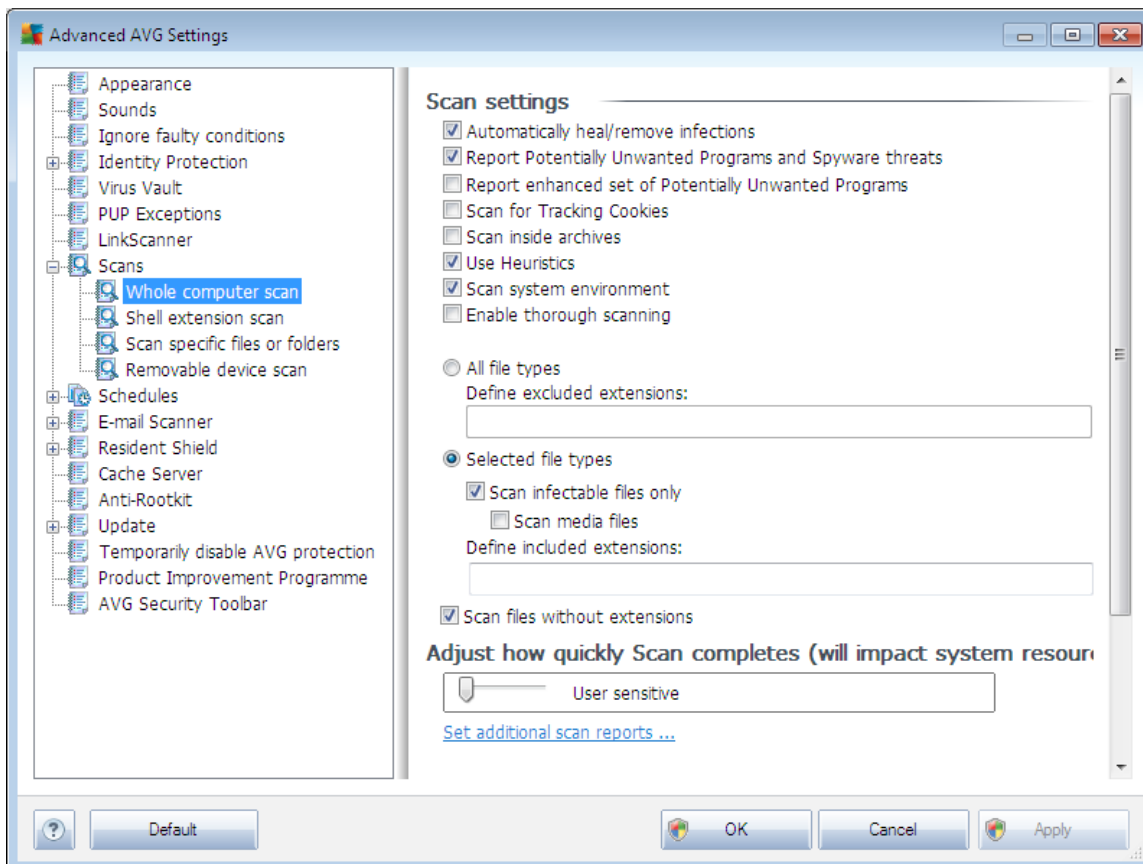 Advanced AVG Settings
Appearance
Sounds
Ignore faulty conditions
Identity Protection
Virus Vault
PUP Exceptions
LinkScanner
Scans
Whole computer scan
Shell extension scan
Scan specific files or folders
Removable device scan
Schedules
E-mail Scanner
Resident Shield
Cache Server
Anti-Rootkit
Update
Temporarily disable AVG protection
Product Improvement Programme
AVG Security Toolbar
Scan settings
Automatically heal/remove infections
Report Potentially Unwanted Programs and Spyware threats
Report enhanced set of Potentially Unwanted Programs
Scan for Tracking Cookies
Scan inside archives
Use Heuristics
Scan system environment
Enable thorough scanning
All file types
Define excluded extensions:
Selected file types
Scan infectable files only
Scan media files
Define included extensions:
Scan files without extensions
Adjust how quickly Scan completes (will impact system resour
User sensitive
Set additional scan reports ...
?
Default
OK
Cancel
Apply